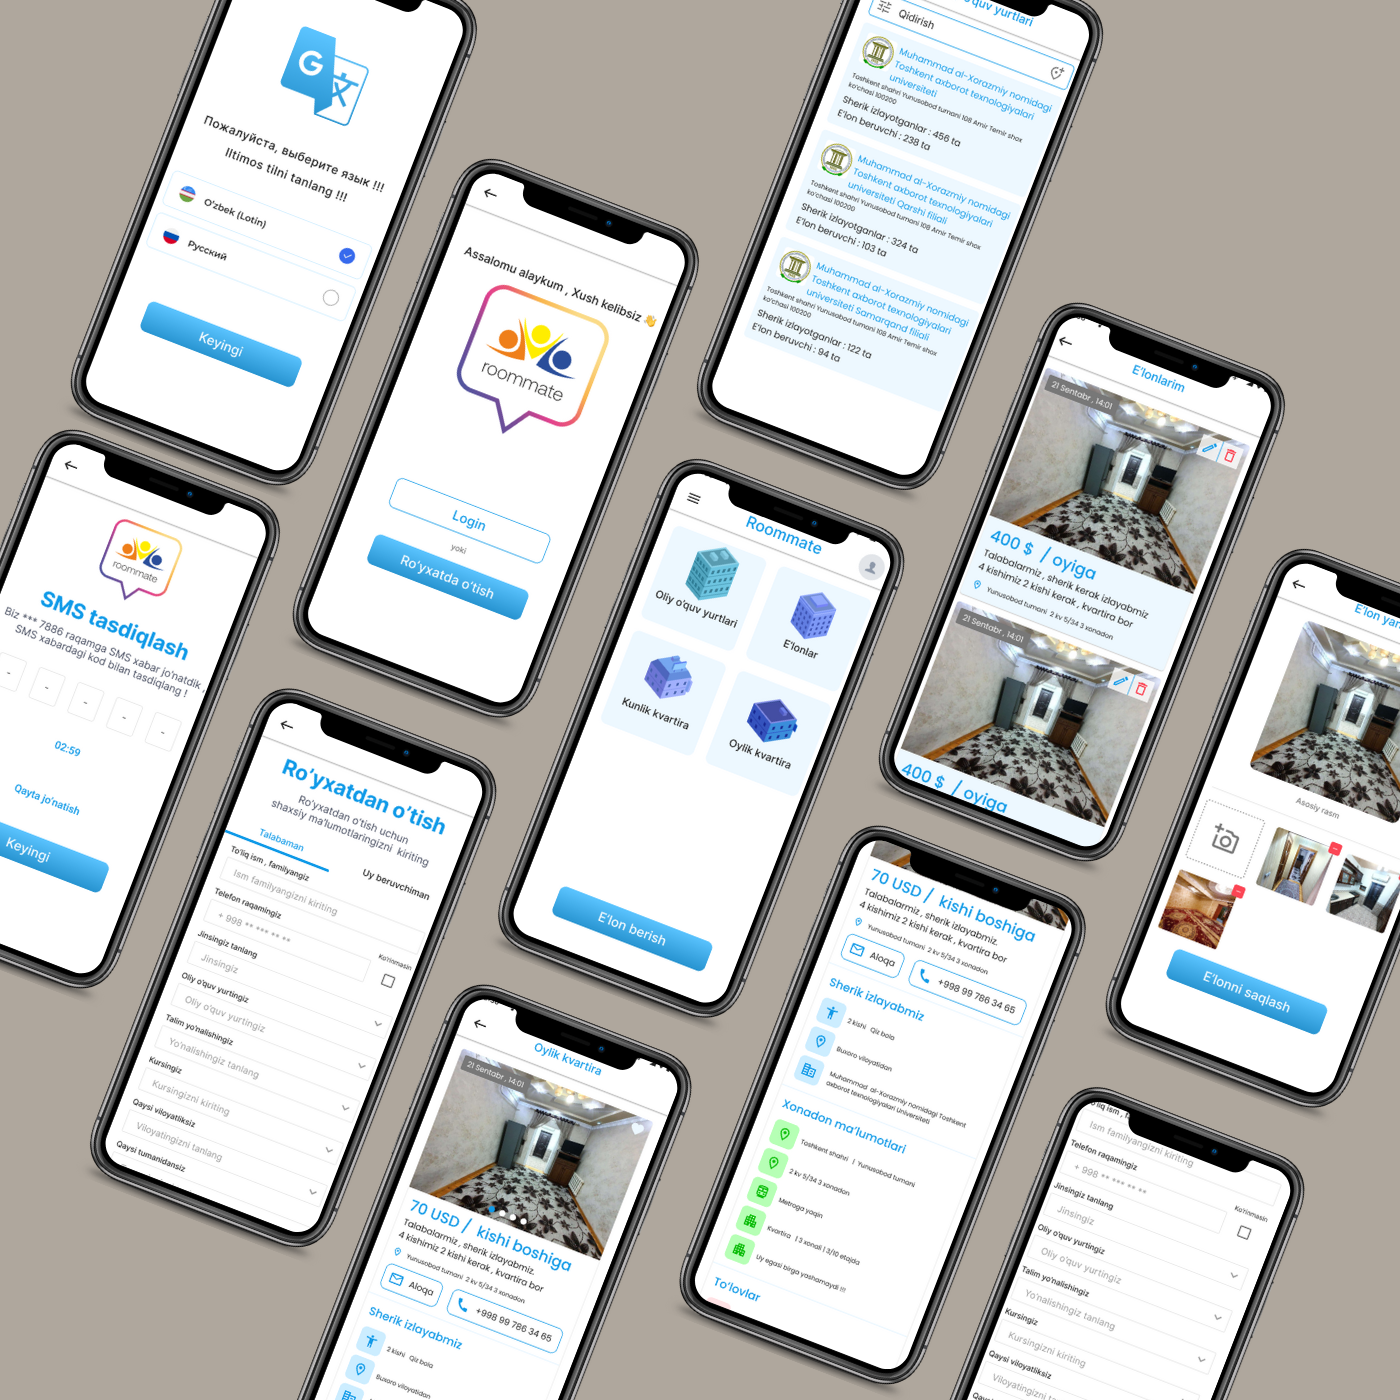 G
文
Пожалуйста, выберите язык !!!
Iltimos tilni tanlang !!!
O'zbek (Lotin)
Русский
Keyingi
Assalomu alaykum , Xush kelibsiz 👋
roommate
Login
yoki
Ro'yxatda o'tish
o'quv yurtlari
Qidirish
Muhammad al-Xorazmiy nomidagi
Toshkent axborot texnologiyalari
universiteti
Toshkent shahri Yunusobod tumani 108 Amir Temir shox
ko'chasi 100200
Sherik izlayotganlar : 456 ta
E'lon beruvchi : 238 ta
Muhammad al-Xorazmiy nomidagi
Toshkent axborot texnologiyalari
universiteti Qarshi filiali
Toshkent shahri Yunusobod tumani 108 Amir Temir shox
ko'chasi 100200
Sherik izlayotganlar : 324 ta
E'lon beruvchi : 103 ta
Muhammad al-Xorazmiy nomidagi
Toshkent axborot texnologiyalari
universiteti Samarqand filiali
Toshkent shahri Yunusobod tumani 108 Amir Temir shox
ko'chasi 100200
Sherik izlayotganlar : 122 ta
E'lon beruvchi : 94 ta
E'lonlarim
21 Sentabr , 14:01
400 $ / oyiga
Talabalarmiz , sherik kerak izlayabmiz
4 kishimiz 2 kishi kerak , kvartira bor
Yunusobod tumani 2 kv 5/34 3 xonadon
21 Sentabr , 14:01
400 $ / oyiga
roommate
SMS tasdiqlash
Biz *** 7886 raqamga SMS xabar jo'natdik ,
SMS xabardagi kod bilan tasdiqlang !
- - - - -
02:59
Qayta jo'natish
Keyingi
Roommate
Oliy o'quv yurtlari
E'lonlar
Kunlik kvartira
Oylik kvartira
E'lon berish
E'lon yar
Asosiy rasm
E'lonni saqlash
Ro'yxatdan o'tish
Ro'yxatdan o'tish uchun
shaxsiy ma'lumotlaringizni kiriting
Talabaman
Uy beruvchiman
To'liq ism , familyangiz
Ism familyangizni kiriting
Telefon raqamingiz
+ 998 ** *** ** **
Jinsingiz tanlang
Ko'rinmasin
Jinsingiz
Oliy o'quv yurtingiz
Oliy o'quv yurtingiz
Talim yo'nalishingiz
Yo'nalishingiz tanlang
Kursingiz
Kursingizni kiriting
Qaysi viloyatliksiz
Viloyatingizni tanlang
Qaysi tumanidansiz
Oylik kvartira
21 Sentabr , 14:01
70 USD / kishi boshiga
Talabalarmiz , sherik izlayabmiz.
4 kishimiz 2 kishi kerak , kvartira bor
Yunusobod tumani 2 kv 5/34 3 xonadon
Aloqa
+998 99 786 34 65
Sherik izlayabmiz
2 kishi Qiz bola
Buxoro viloyatidan
70 USD / kishi boshiga
Talabalarmiz , sherik izlayabmiz.
4 kishimiz 2 kishi kerak , kvartira bor
Yunusobod tumani 2 kv 5/34 3 xonadon
Aloqa
+998 99 786 34 65
Sherik izlayabmiz
2 kishi Qiz bola
Buxoro viloyatidan
Muhammad al-Xorazmiy nomidagi Toshkent
axborot texnologiyalari Universiteti
Xonadon ma'lumotlari
Toshkent shahri | Yunusobod tumani
2 kv 5/34 3 xonadon
Metroga yaqin
Kvartira | 3 xonali | 3/10 etajda
Uy egasi birga yashamaydi !!!
To'lovlar
Ism familyangizni kiriting
Telefon raqamingiz
+ 998 ** *** ** **
Jinsingiz tanlang
Ko'rinmasin
Jinsingiz
Oliy o'quv yurtingiz
Oliy o'quv yurtingiz
Talim yo'nalishingiz
Yo'nalishingiz tanlang
Kursingiz
Kursingizni kiriting
Qaysi viloyatliksiz
Viloyatingizni tanlang